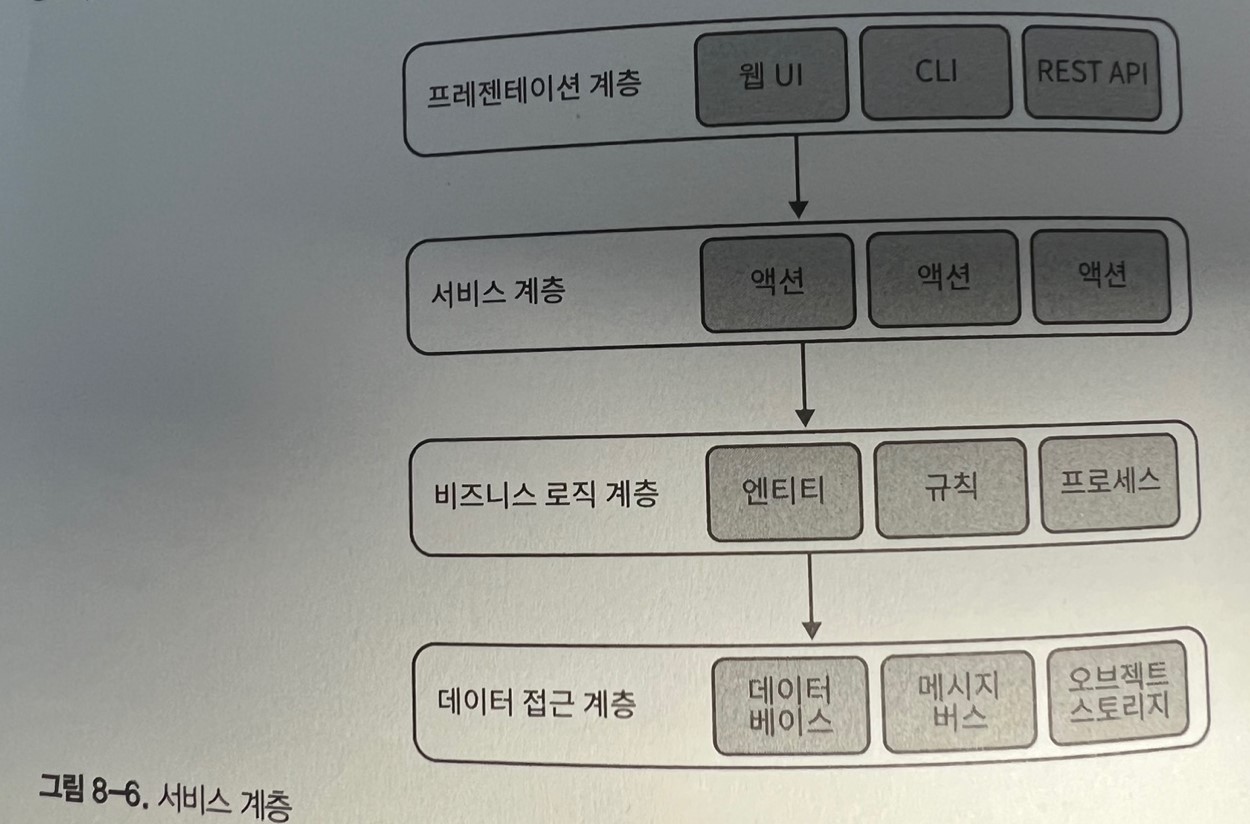 프레젠테이션 계층
웹 UI
CLI
REST API
서비스 계층
액션
액션
액션
비즈니스 로직 계층
엔티티
규칙
프로세스
데이터 접근 계층
데이터
베이스
메시지
버스
오브젝트
스토리지
그림 8-6. 서비스 계층